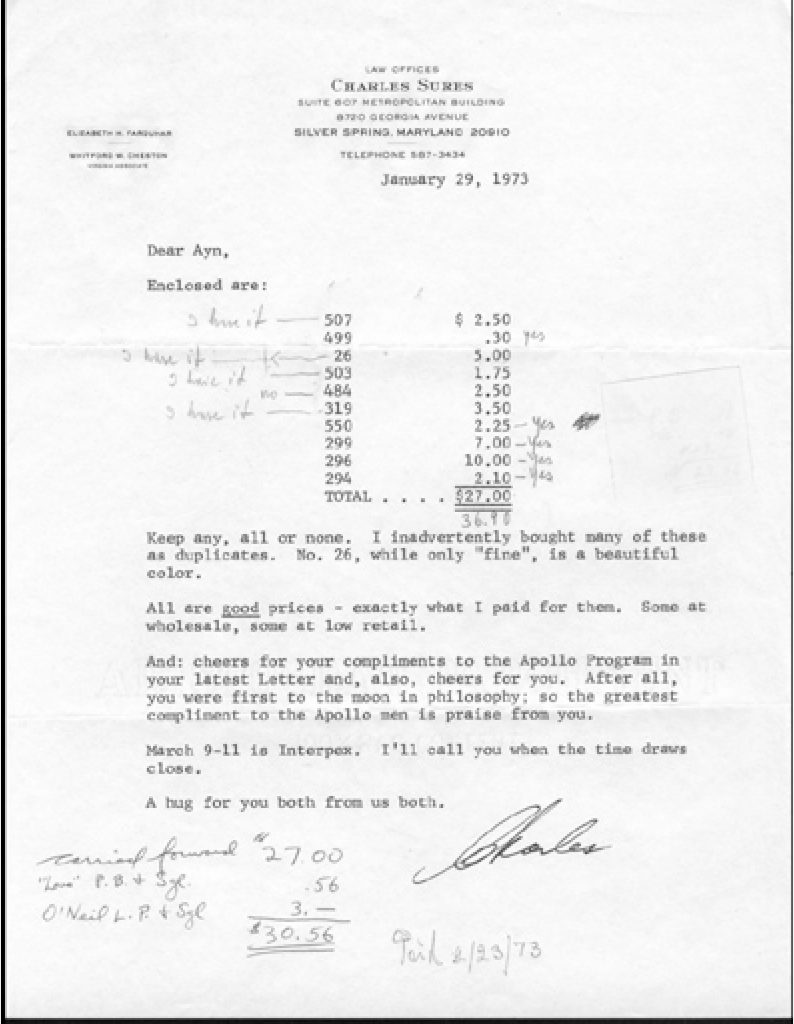 LAW OFFICES
CHARLES SURES
SUITE 607 METROPOLITAN BUILDING
8720 GEORGIA AVENUE
SILVER SPRING, MARYLAND 20910
TELEPHONE 587-3434
ELIZABETH H. FARQUHAR
WHITFORD W. CHESTON
VIRGINIA ASSOCIATE
January 29, 1973
Dear Ayn,
Enclosed are:
I have it — 507 $ 2.50
499 .30 yes
I have it — 26 5.00
I have it — 503 1.75
no — 484 2.50
I have it — 319 3.50
550 2.25 — Yes
299 7.00 — Yes
296 10.00 — Yes
294 2.10 — Yes
TOTAL . . . . $27.00
36.90
Keep any, all or none. I inadvertently bought many of these
as duplicates. No. 26, while only "fine", is a beautiful
color.
All are good prices - exactly what I paid for them. Some at
wholesale, some at low retail.
And: cheers for your compliments to the Apollo Program in
your latest Letter and, also, cheers for you. After all,
you were first to the moon in philosophy; so the greatest
compliment to the Apollo men is praise from you.
March 9-11 is Interpex. I'll call you when the time draws
close.
A hug for you both from us both.
Charles
carried forward $27.00
"Love" P.B. + Sgl. .56
O'Neil L.P. + Sgl 3.—
$30.56
Paid 2/23/73